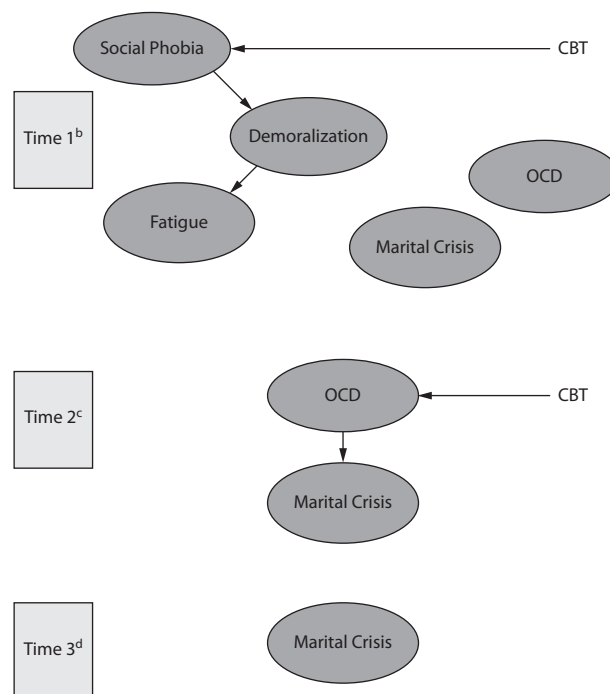 Social Phobia
CBT
Time 1ᵇ
Demoralization
OCD
Fatigue
Marital Crisis
Time 2ᶜ
OCD
CBT
Marital Crisis
Time 3ᵈ
Marital Crisis